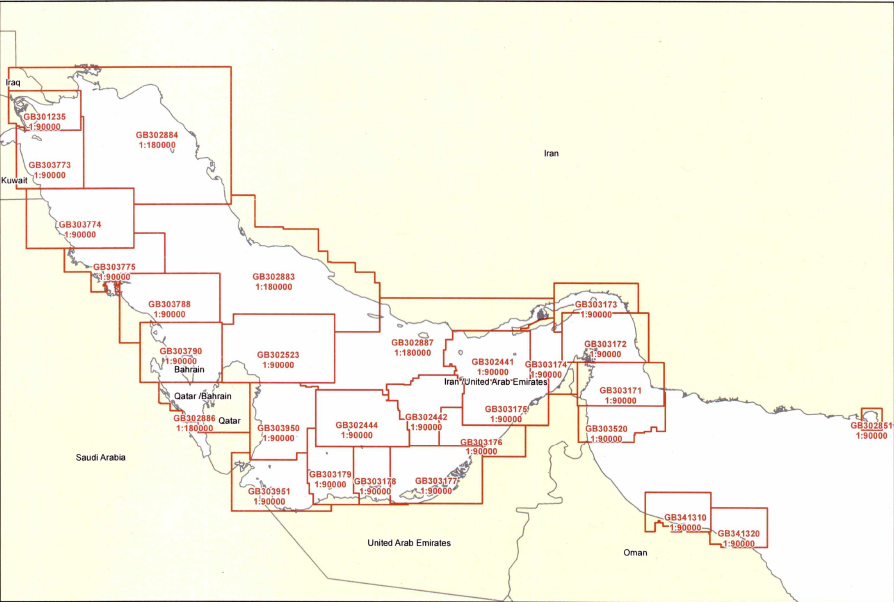 Iraq
GB301235
1:90000
GB302884
1:180000
Iran
GB303773
1:90000
Kuwait
GB303774
1:90000
GB303775
1:90000
GB302883
1:180000
GB303788
1:90000
GB303173
1:90000
GB302887
1:180000
GB303172
1:90000
GB303790
1:90000
Bahrain
GB302523
1:90000
GB302441
1:90000
GB303174
1:90000
Iran /United Arab Emirates
Qatar /Bahrain
GB303171
1:90000
GB302886
1:180000
Qatar
GB303950
1:90000
GB302444
1:90000
GB302442
1:90000
GB303175
1:90000
GB303520
1:90000
GB302851
1:90000
GB303176
1:90000
Saudi Arabia
GB303179
1:90000
GB303178
1:90000
GB303177
1:90000
GB303951
1:90000
GB341310
1:90000
GB341320
1:90000
United Arab Emirates
Oman